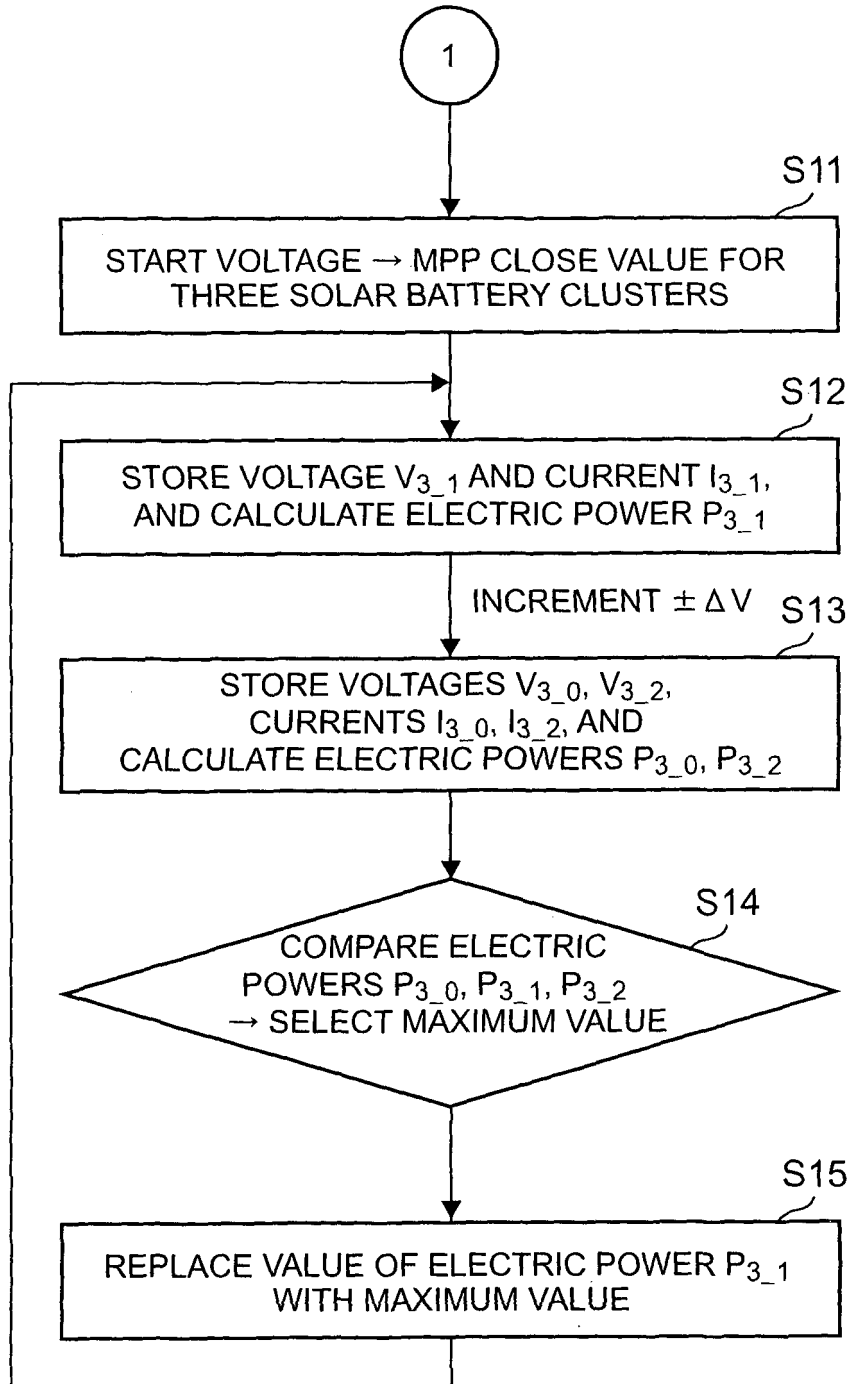 1
S11
START VOLTAGE → MPP CLOSE VALUE FOR
THREE SOLAR BATTERY CLUSTERS
S12
STORE VOLTAGE V3_1 AND CURRENT I3_1,
AND CALCULATE ELECTRIC POWER P3_1
INCREMENT ± Δ V
S13
STORE VOLTAGES V3_0, V3_2,
CURRENTS I3_0, I3_2, AND
CALCULATE ELECTRIC POWERS P3_0, P3_2
S14
COMPARE ELECTRIC
POWERS P3_0, P3_1, P3_2
→ SELECT MAXIMUM VALUE
S15
REPLACE VALUE OF ELECTRIC POWER P3_1
WITH MAXIMUM VALUE